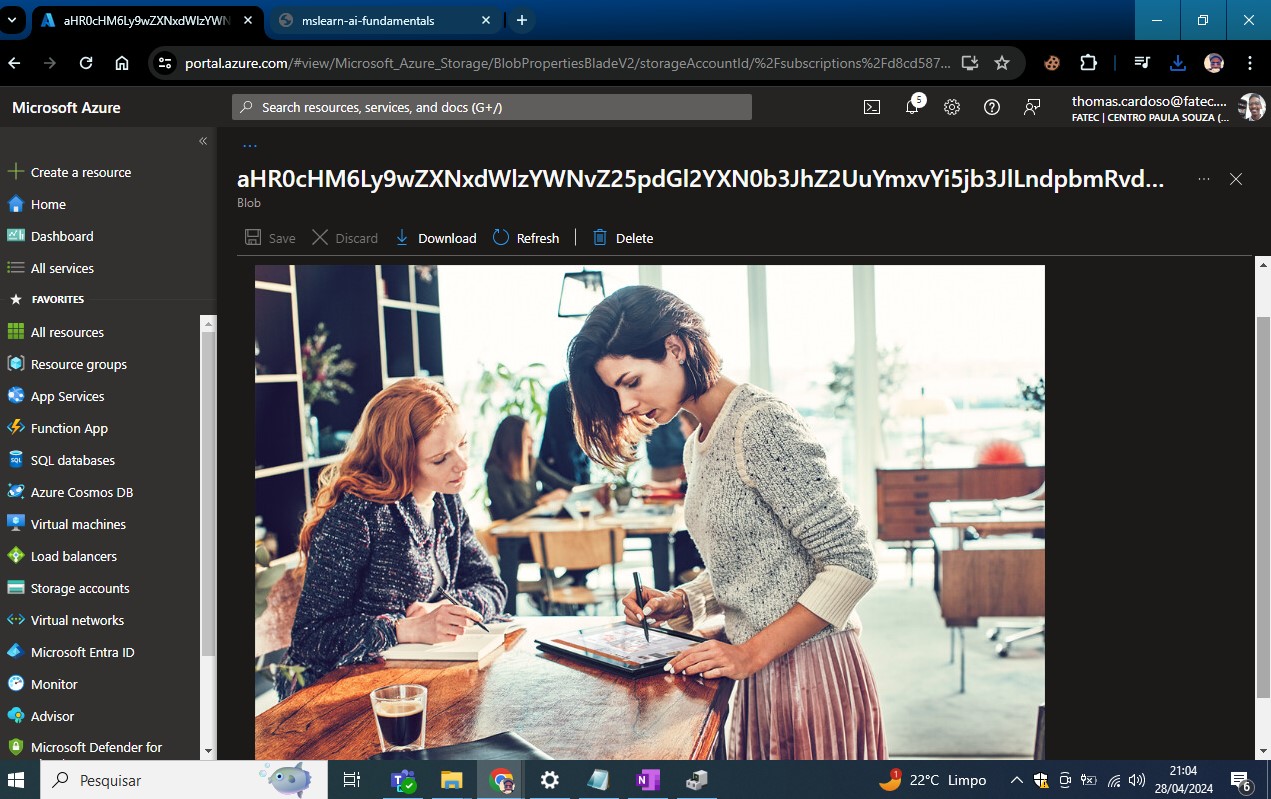 aHR0cHM6Ly9wZXNxdWlzYWN
mslearn-ai-fundamentals
portal.azure.com/#view/Microsoft_Azure_Storage/BlobPropertiesBladeV2/storageAccountId/%2Fsubscriptions%2Fd8cd587...
Microsoft Azure
Search resources, services, and docs (G+/)
5
thomas.cardoso@fatec....
FATEC | CENTRO PAULA SOUZA (...
«
...
Create a resource
aHR0cHM6Ly9wZXNxdWlzYWNvZ25pdGl2YXN0b3JhZ2UuYmxvYi5jb3JlLndpbmRvd...
...
Home
Blob
Dashboard
Save
Discard
Download
Refresh
Delete
All services
FAVORITES
All resources
Resource groups
App Services
Function App
SQL databases
Azure Cosmos DB
Virtual machines
Load balancers
Storage accounts
Virtual networks
Microsoft Entra ID
Monitor
Advisor
Microsoft Defender for
Pesquisar
1
22°C Limpo
21:04
28/04/2024
6